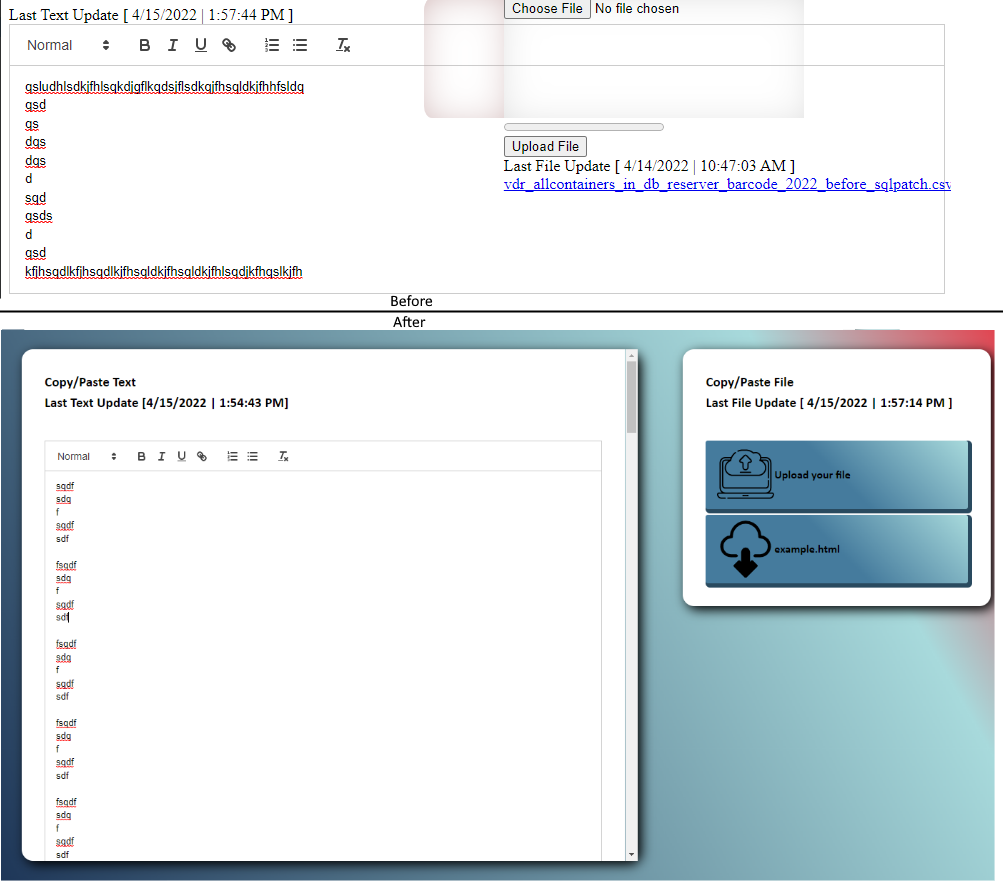 Last Text Update [ 4/15/2022 | 1:57:44 PM ]
Choose File No file chosen
Normal B I U Tx
qsludhlsdkjfhlsqkdjgflkqdsjflsdkqjfhsqldkjfhhfsldq
qsd
qs
dqs
dqs
d
sqd
qsds
d
qsd
kfjhsqdlkfjhsqdlkjfhsqldkjfhsqldkjfhlsqdjkfhqslkjfh
Upload File
Last File Update [ 4/14/2022 | 10:47:03 AM ]
vdr_allcontainers_in_db_reserver_barcode_2022_before_sqlpatch.csv
Before
After
Copy/Paste Text
Last Text Update [4/15/2022 | 1:54:43 PM]
Normal B I U Tx
sqdf
sdq
f
sqdf
sdf
fsqdf
sdq
f
sqdf
sdf
fsqdf
sdq
f
sqdf
sdf
fsqdf
sdq
f
sqdf
sdf
fsqdf
sdq
f
sqdf
sdf
Copy/Paste File
Last File Update [ 4/15/2022 | 1:57:14 PM ]
Upload your file
example.html